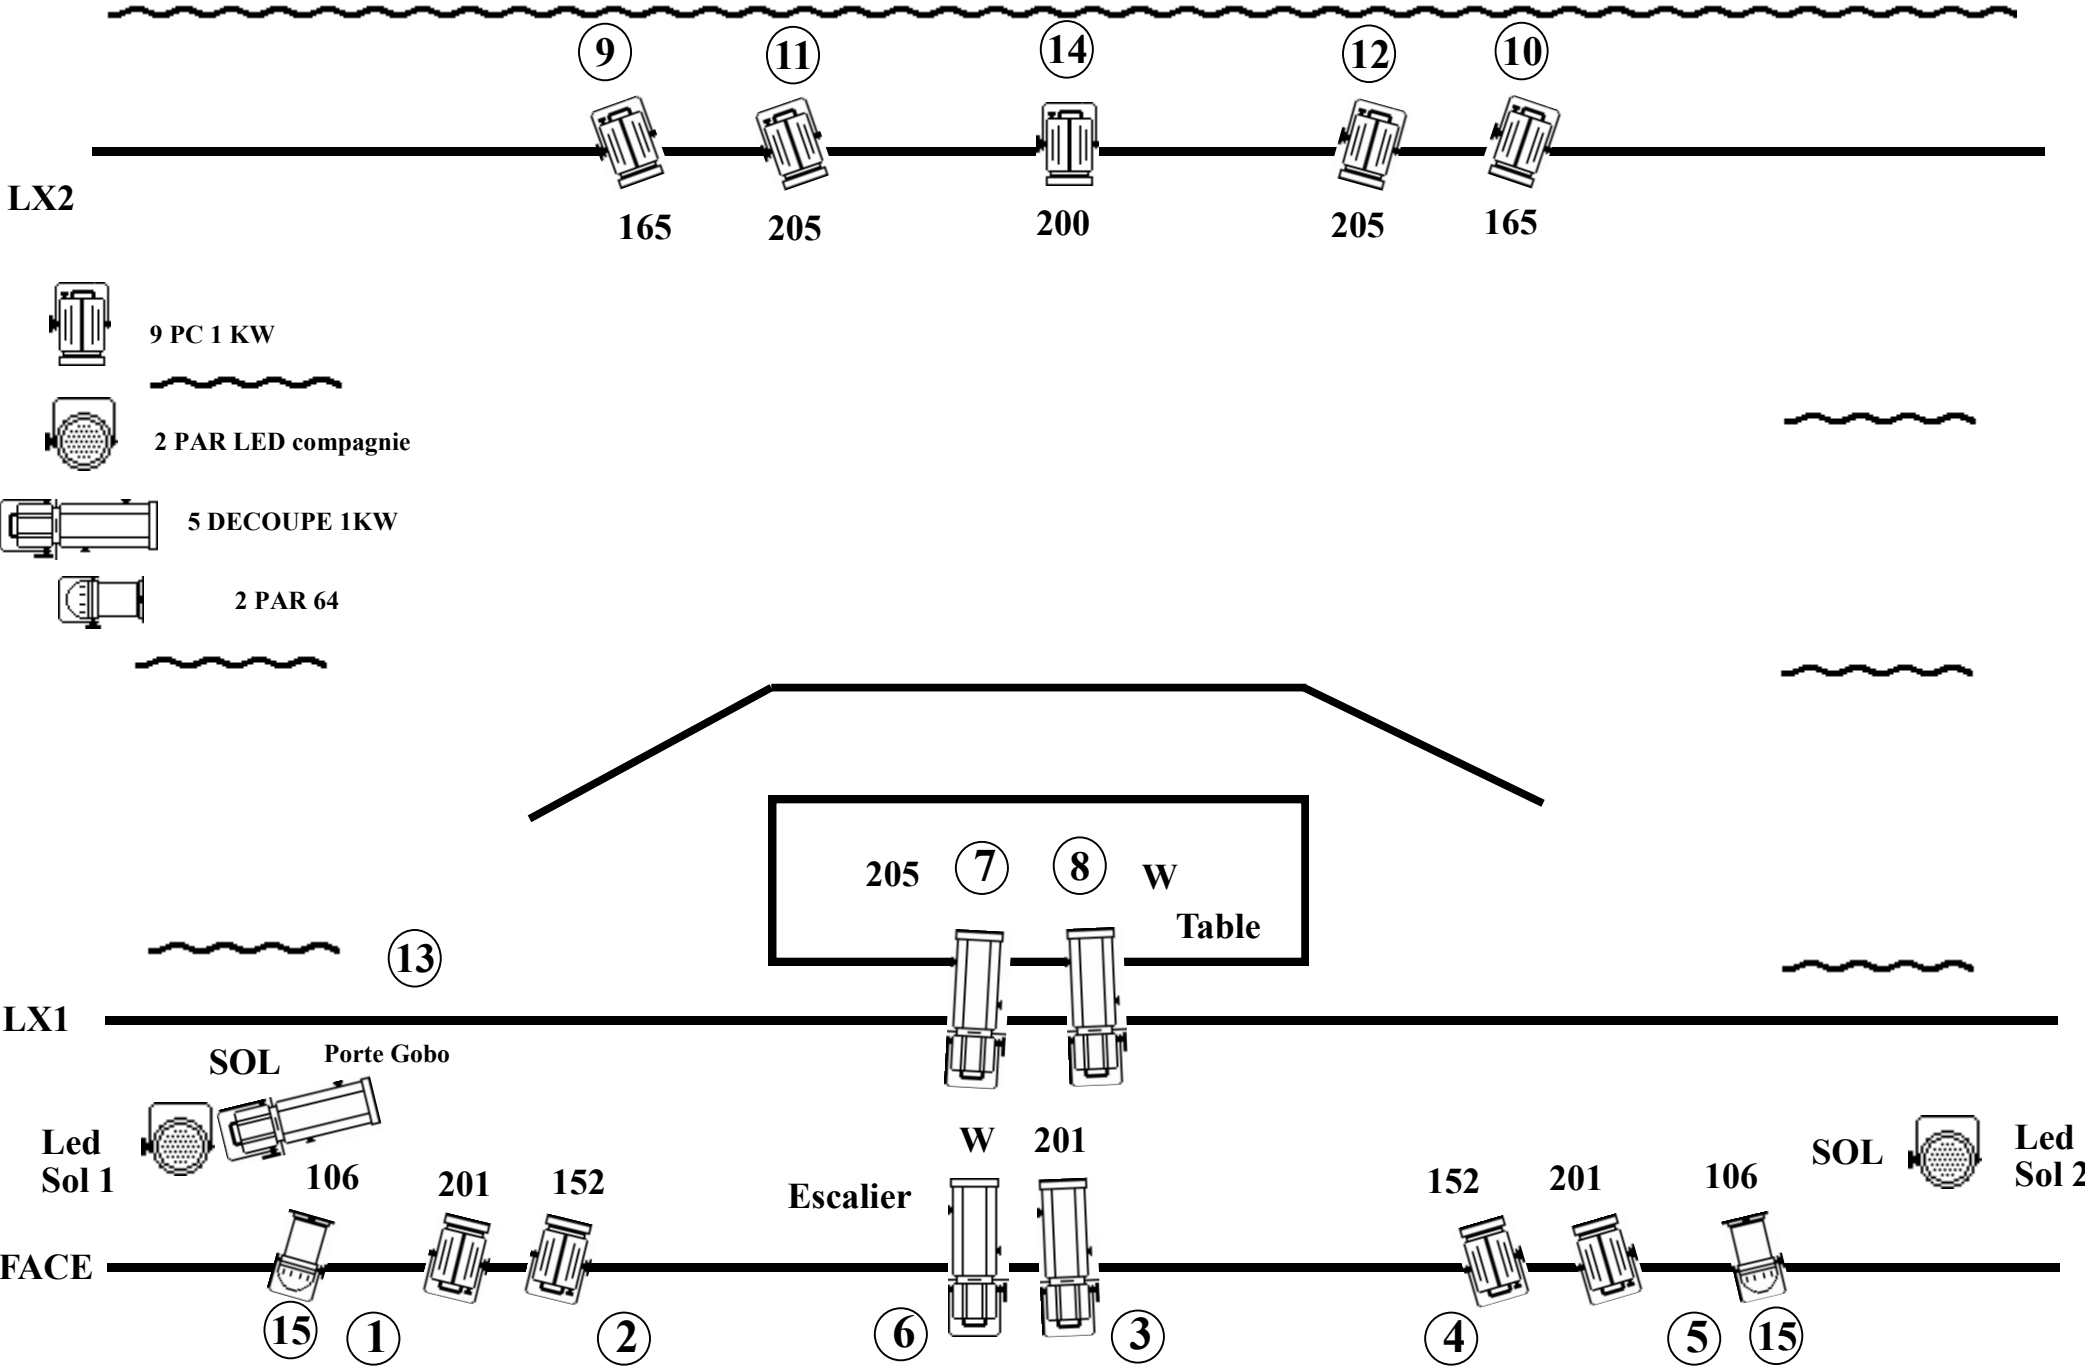 9 11 14 12 10
LX2
165 205 200 205 165
9 PC 1 KW
2 PAR LED compagnie
5 DECOUPE 1KW
2 PAR 64
205 7 8 W
Table
13
LX1
SOL Porte Gobo
Led
Sol 1
106 201 152
W 201
Escalier
152 201 106
SOL
Led
Sol 2
FACE
15 1 2 6 3 4 5 15